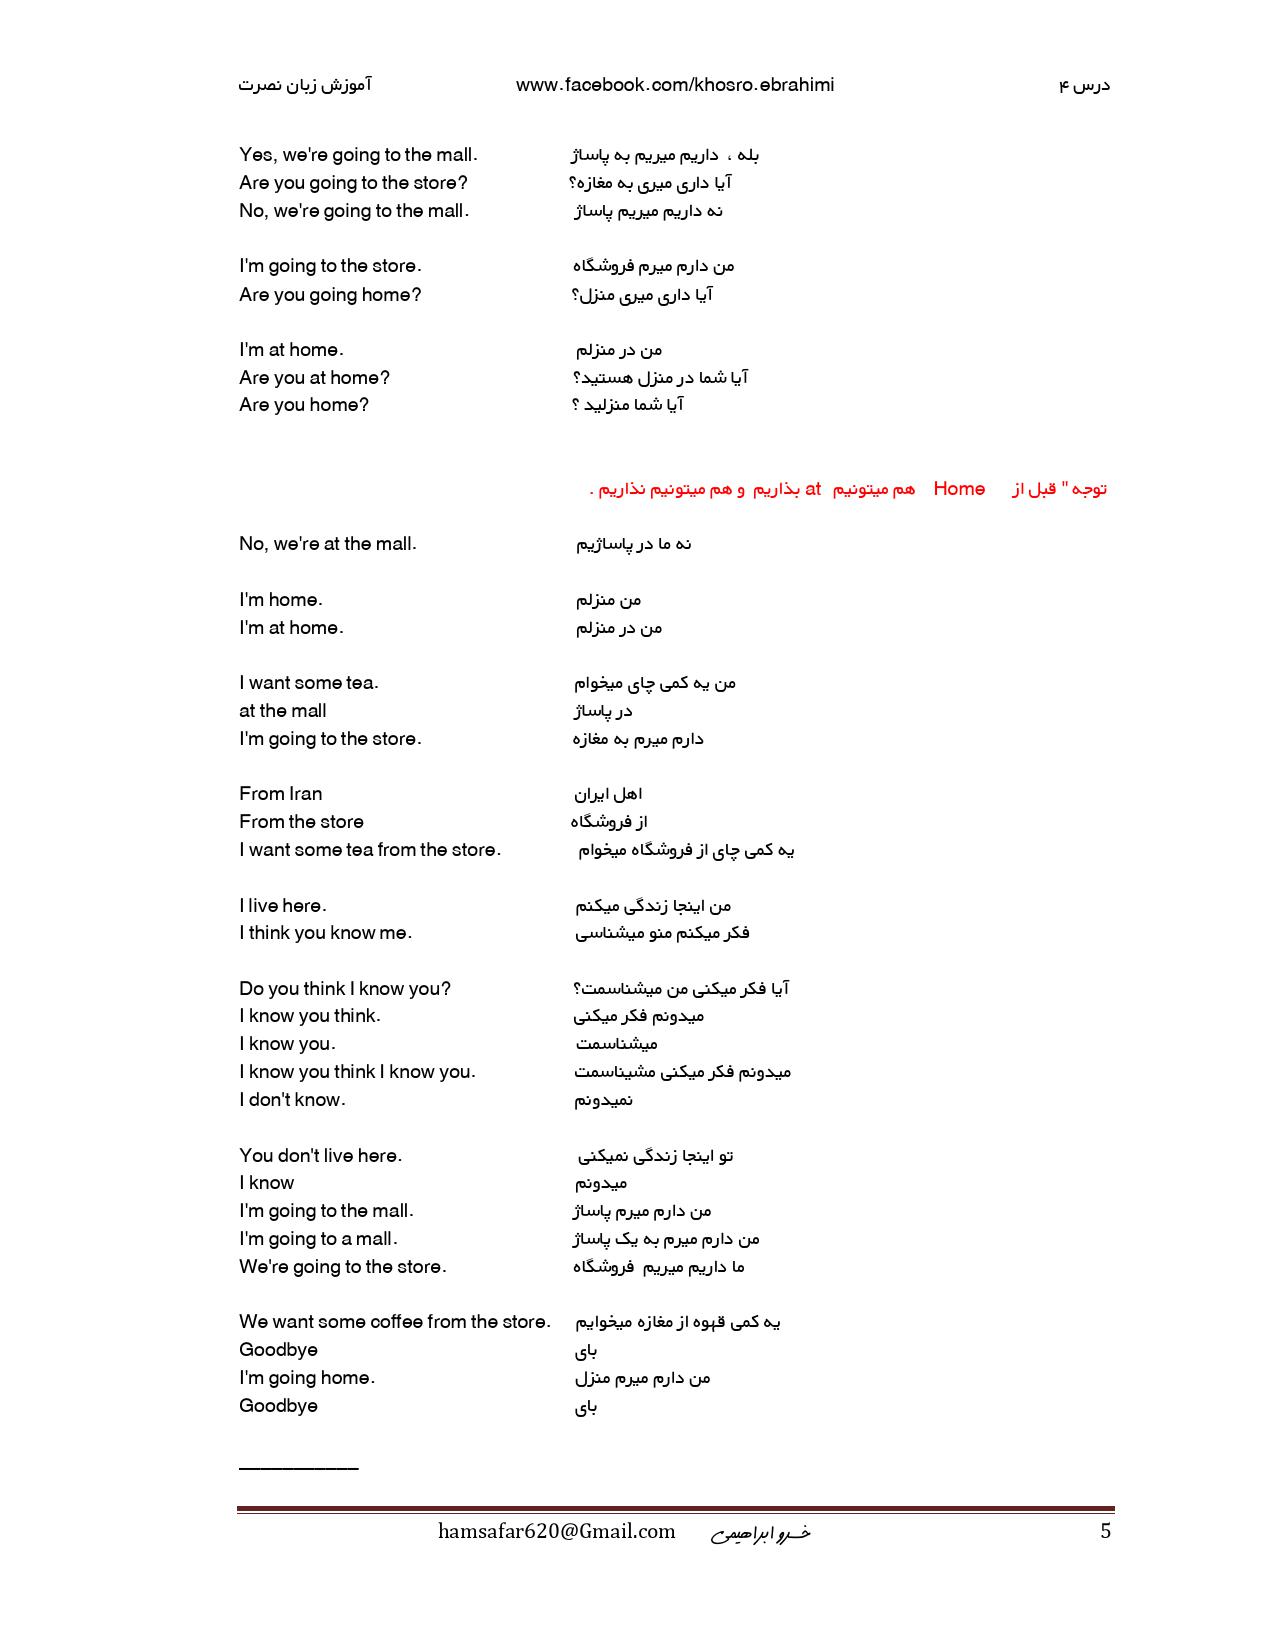 درس ۴ www.facebook.com/khosro.ebrahimi آموزش زبان نصرت
Yes, we're going to the mall. بله ، داریم میریم به پاساژ
Are you going to the store? آیا داری میری به مغازه؟
No, we're going to the mall. نه داریم میریم پاساژ
I'm going to the store. من دارم میرم فروشگاه
Are you going home? آیا داری میری منزل؟
I'm at home. من در منزلم
Are you at home? آیا شما در منزل هستید؟
Are you home? آیا شما منزلید ؟
توجه " قبل از Home هم میتونیم at بذاریم و هم میتونیم نذاریم .
No, we're at the mall. نه ما در پاساژیم
I'm home. من منزلم
I'm at home. من در منزلم
I want some tea. من یه کمی چای میخوام
at the mall در پاساژ
I'm going to the store. دارم میرم به مغازه
From Iran اهل ایران
From the store از فروشگاه
I want some tea from the store. یه کمی چای از فروشگاه میخوام
I live here. من اینجا زندگی میکنم
I think you know me. فکر میکنم منو میشناسی
Do you think I know you? آیا فکر میکنی من میشناسمت؟
I know you think. میدونم فکر میکنی
I know you. میشناسمت
I know you think I know you. میدونم فکر میکنی مشیناسمت
I don't know. نمیدونم
You don't live here. تو اینجا زندگی نمیکنی
I know میدونم
I'm going to the mall. من دارم میرم پاساژ
I'm going to a mall. من دارم میرم به یک پاساژ
We're going to the store. ما داریم میریم فروشگاه
We want some coffee from the store. یه کمی قهوه از مغازه میخوایم
Goodbye بای
I'm going home. من دارم میرم منزل
Goodbye بای
___________
hamsafar620@Gmail.com خسرو ابراهیمی 5